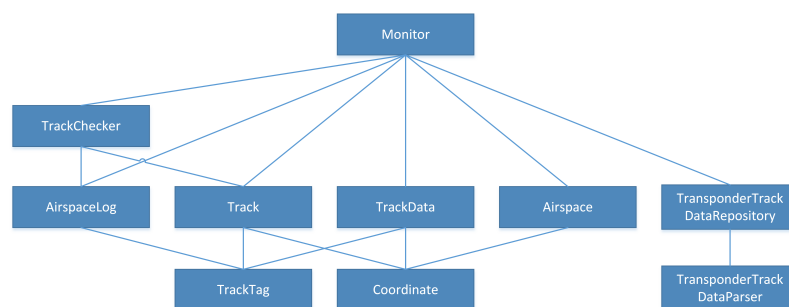 Monitor
TrackChecker
AirspaceLog
Track
TrackData
Airspace
TransponderTrack
DataRepository
TrackTag
Coordinate
TransponderTrack
DataParser